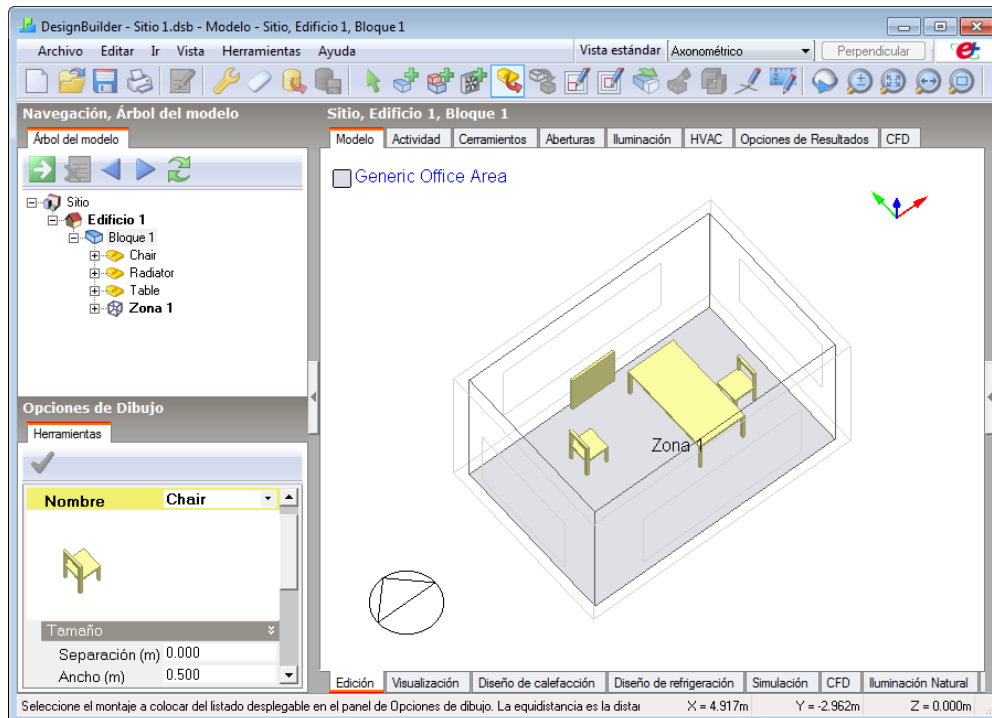 DesignBuilder - Sitio 1.dsb - Modelo - Sitio, Edificio 1, Bloque 1
Archivo Editar Ir Vista Herramientas Ayuda Vista estándar Axonométrico Perpendicular
Navegación, Árbol del modelo
Árbol del modelo
Sitio
Edificio 1
Bloque 1
Chair
Radiator
Table
Zona 1
Opciones de Dibujo
Herramientas
Nombre Chair
Tamaño
Separación (m) 0.000
Ancho (m) 0.500
Sitio, Edificio 1, Bloque 1
Modelo Actividad Cerramientos Aberturas Iluminación HVAC Opciones de Resultados CFD
Generic Office Area
Zona 1
Edición Visualización Diseño de calefacción Diseño de refrigeración Simulación CFD Iluminación Natural
Seleccione el montaje a colocar del listado desplegable en el panel de Opciones de dibujo. La equidistancia es la distar X = 4.917m Y = -2.962m Z = 0.000m